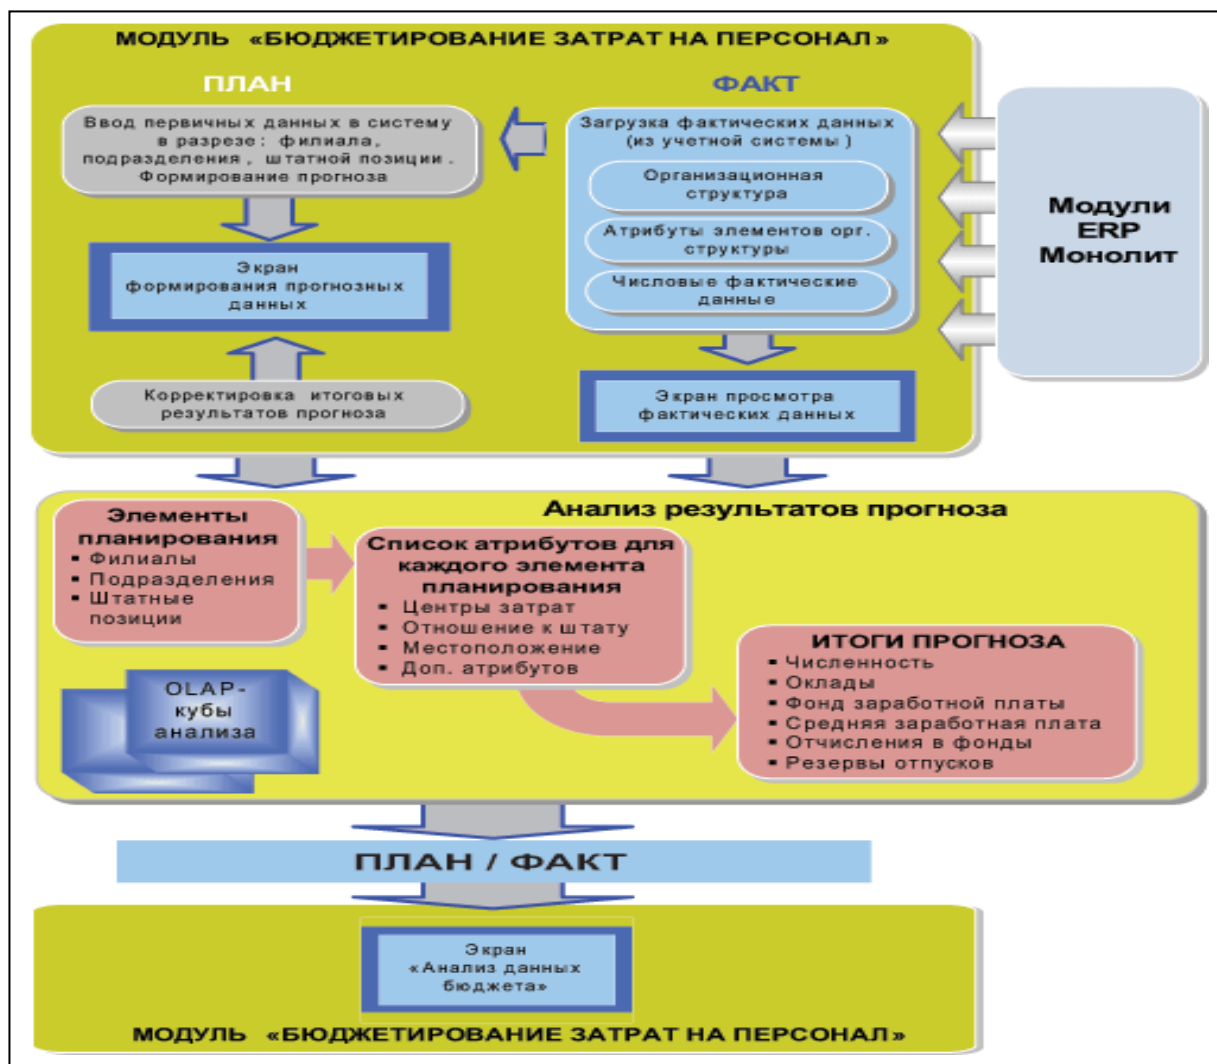 МОДУЛЬ «БЮДЖЕТИРОВАНИЕ ЗАТРАТ НА ПЕРСОНАЛ»
ПЛАН
Ввод первичных данных в систему
в разрезе: филиала,
подразделения, штатной позиции.
Формирование прогноза
Экран
формирования прогнозных
данных
Корректировка итоговых
результатов прогноза
ФАКТ
Загрузка фактических данных
(из учетной системы)
Организационная
структура
Атрибуты элементов орг.
структуры
Числовые фактические
данные
Экран просмотра
фактических данных
Модули
ERP
Монолит
Анализ результатов прогноза
Элементы
планирования
▪ Филиалы
▪ Подразделения
▪ Штатные
позиции
Список атрибутов для
каждого элемента
планирования
▪ Центры затрат
▪ Отношение к штату
▪ Местоположение
▪ Доп. атрибутов
ИТОГИ ПРОГНОЗА
▪ Численность
▪ Оклады
▪ Фонд заработной платы
▪ Средняя заработная плата
▪ Отчисления в фонды
▪ Резервы отпусков
OLAP-
кубы
анализа
ПЛАН / ФАКТ
Экран
«Анализ данных
бюджета»
МОДУЛЬ «БЮДЖЕТИРОВАНИЕ ЗАТРАТ НА ПЕРСОНАЛ»